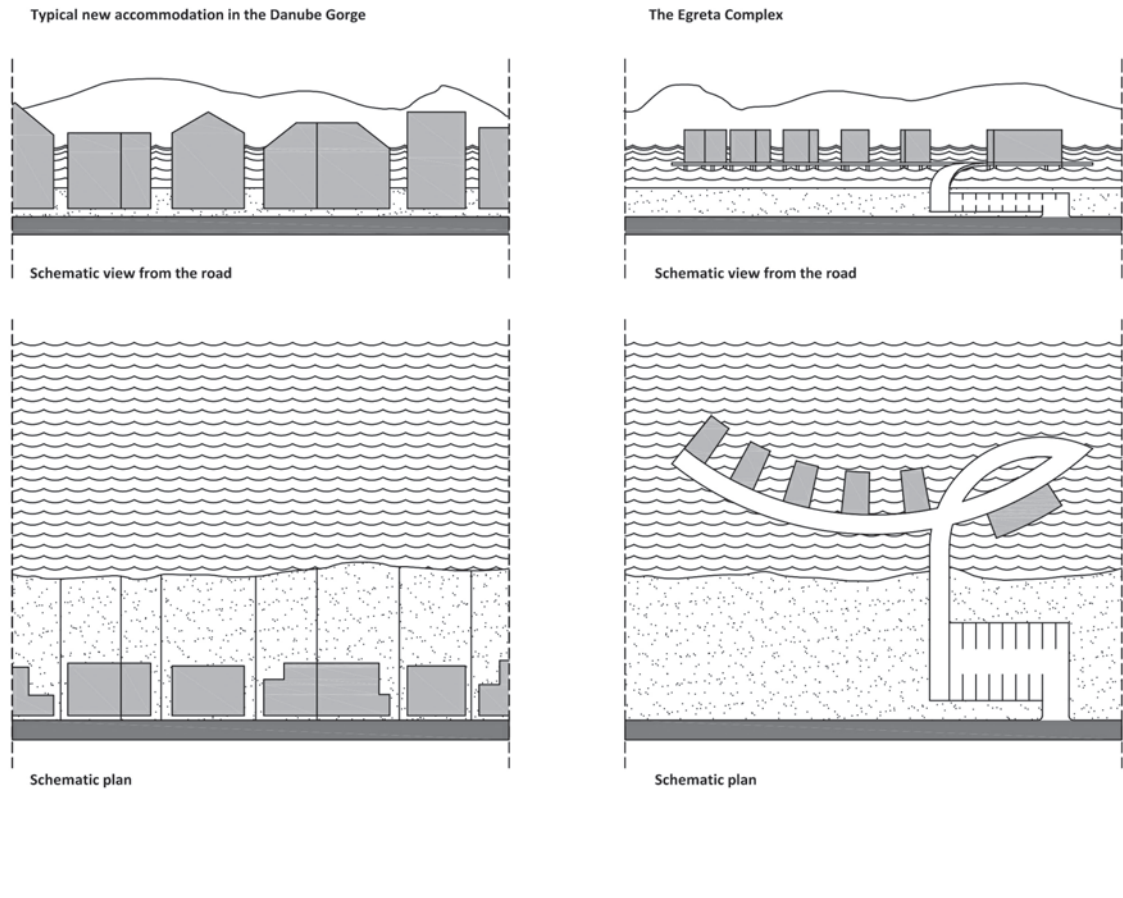 Typical new accommodation in the Danube Gorge
The Egreta Complex
Schematic view from the road
Schematic view from the road
Schematic plan
Schematic plan